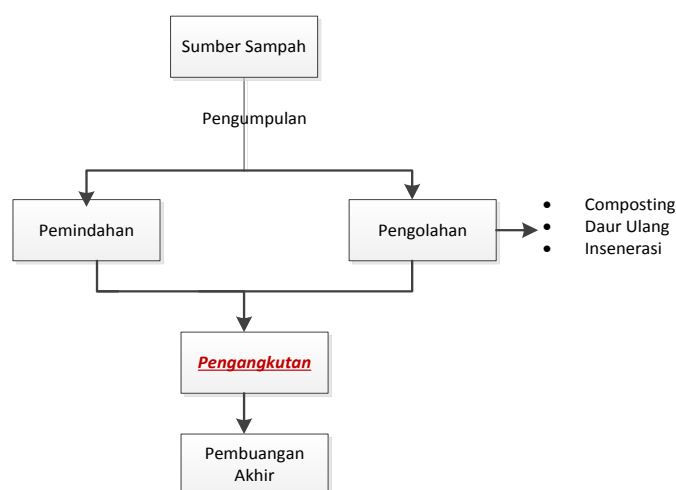 Sumber Sampah
Pengumpulan
Pemindahan
Pengolahan
• Composting
• Daur Ulang
• Insenerasi
Pengangkutan
Pembuangan
Akhir